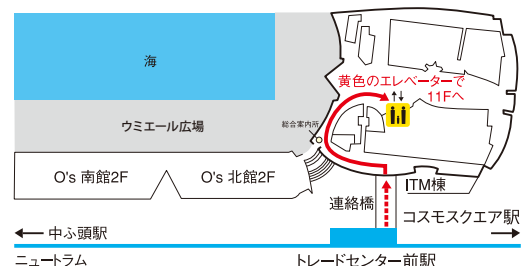 海
黄色のエレベーターで
11Fへ
ウミエール広場
総合案内所
O's 南館2F
O's 北館2F
ITM棟
連絡橋
コスモスクエア駅
中ふ頭駅
ニュートラム
トレードセンター前駅